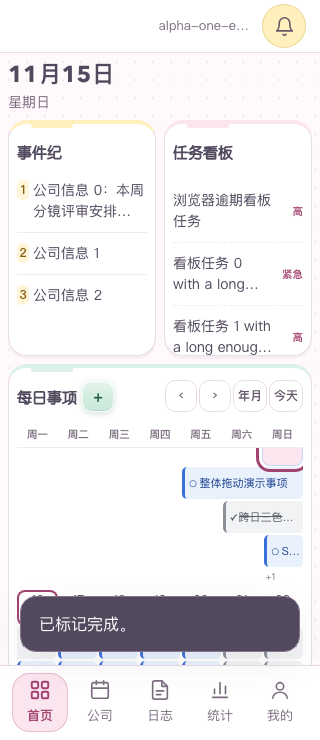 alpha-one-e...
11月15日
星期日
事件纪
1 公司信息 0：本周
分镜评审安排...
2 公司信息 1
3 公司信息 2
任务看板
浏览器逾期看板
任务
高
看板任务 0
with a long...
紧急
看板任务 1 with
a long enoug...
高
每日事项 +
‹ › 年月 今天
周一 周二 周三 周四 周五 周六 周日
○ 整体拖动演示事项
✓跨日三色...
○ S...
+1
已标记完成。
首页 公司 日志 统计 我的